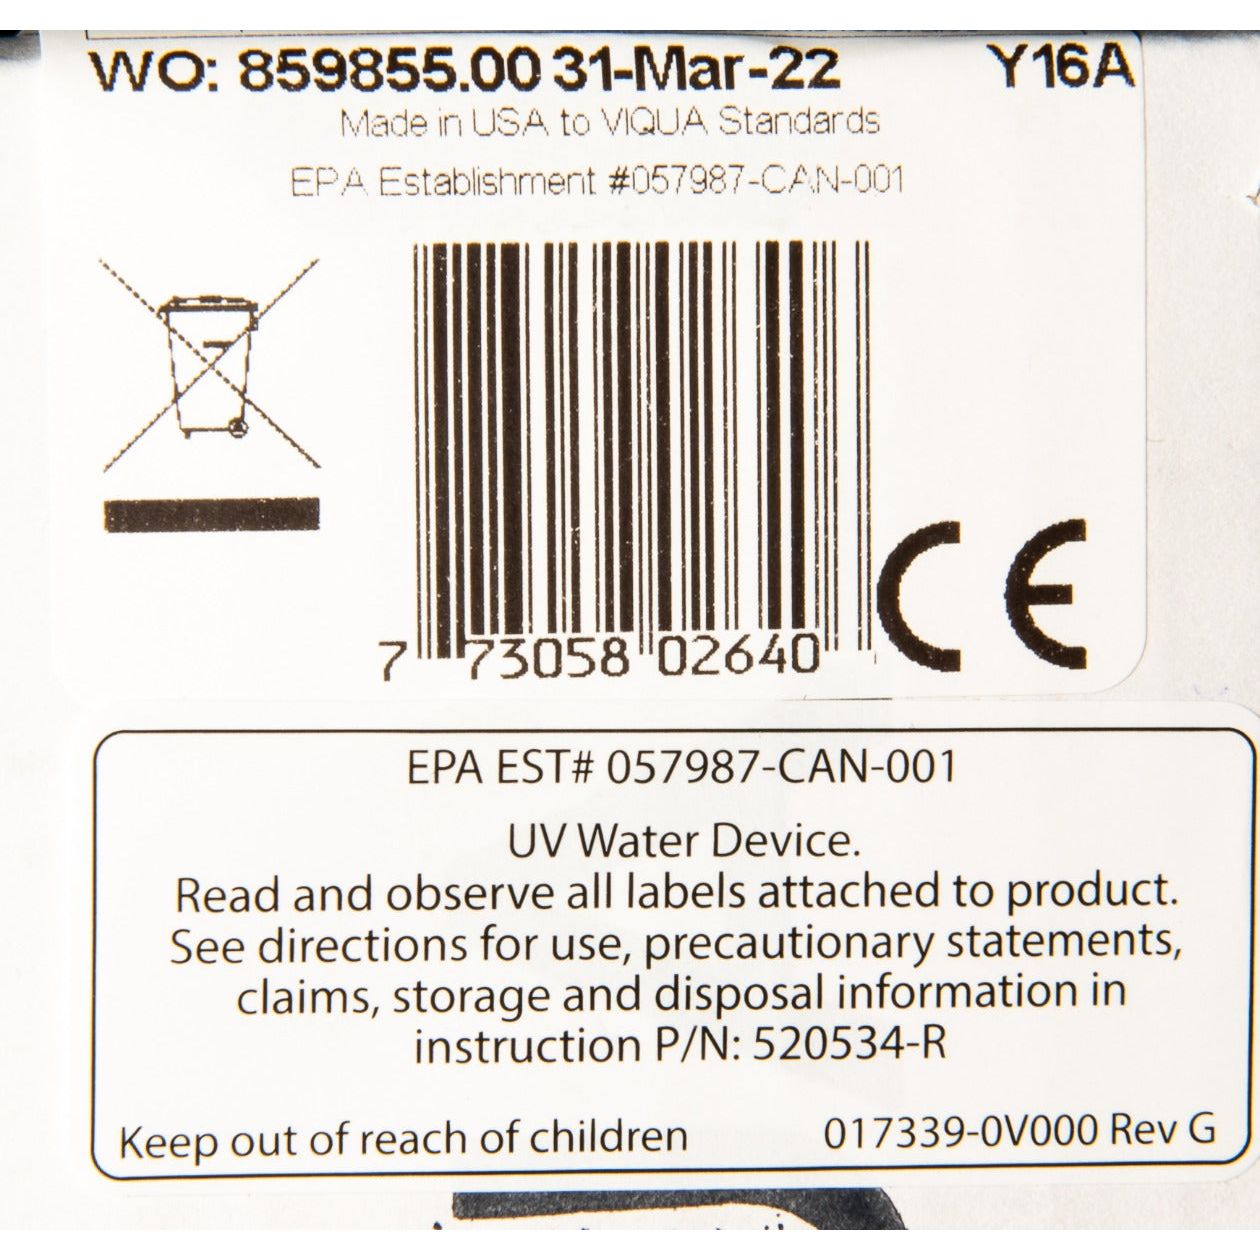 WO: 859855.00 31-Mar-22 Y16A
Made in USA to VIQUA Standards
EPA Establishment #057987-CAN-001
7 73058 02640
CE
EPA EST# 057987-CAN-001
UV Water Device.
Read and observe all labels attached to product.
See directions for use, precautionary statements,
claims, storage and disposal information in
instruction P/N: 520534-R
Keep out of reach of children 017339-0V000 Rev G